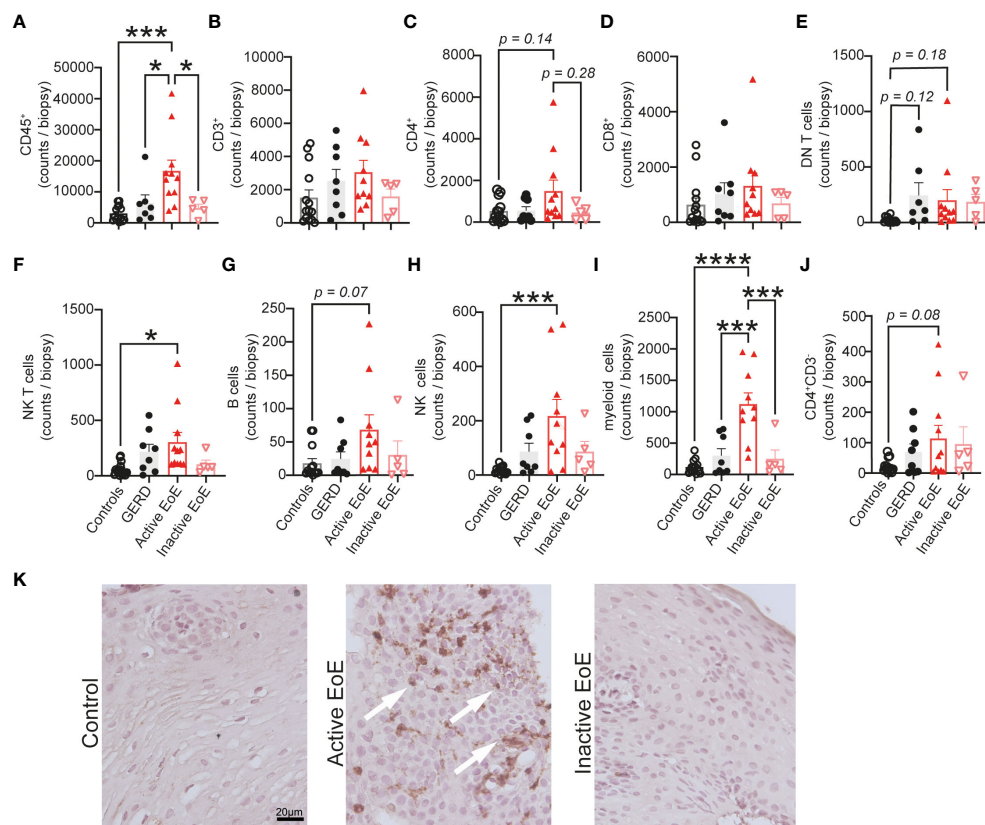 A
B
C
D
E
***
*
*
50000
40000
30000
20000
10000
0
CD45⁺
(counts / biopsy)
10000
8000
6000
4000
2000
0
CD3⁺
(counts / biopsy)
p = 0.14
p = 0.28
8000
6000
4000
2000
0
CD4⁺
(counts / biopsy)
6000
4000
2000
0
CD8⁺
(counts / biopsy)
p = 0.18
p = 0.12
1500
1000
500
0
DN T cells
(counts / biopsy)
F
G
H
I
J
*
1500
1000
500
0
NK T cells
(counts / biopsy)
Controls
GERD
Active EoE
Inactive EoE
p = 0.07
250
200
150
100
50
0
B cells
(counts / biopsy)
Controls
GERD
Active EoE
Inactive EoE
***
600
400
200
0
NK cells
(counts / biopsy)
Controls
GERD
Active EoE
Inactive EoE
****
***
***
2500
2000
1500
1000
500
0
myeloid cells
(counts / biopsy)
Controls
GERD
Active EoE
Inactive EoE
p = 0.08
500
400
300
200
100
0
CD4⁺CD3⁻
(counts / biopsy)
Controls
GERD
Active EoE
Inactive EoE
K
Control
20µm
Active EoE
Inactive EoE